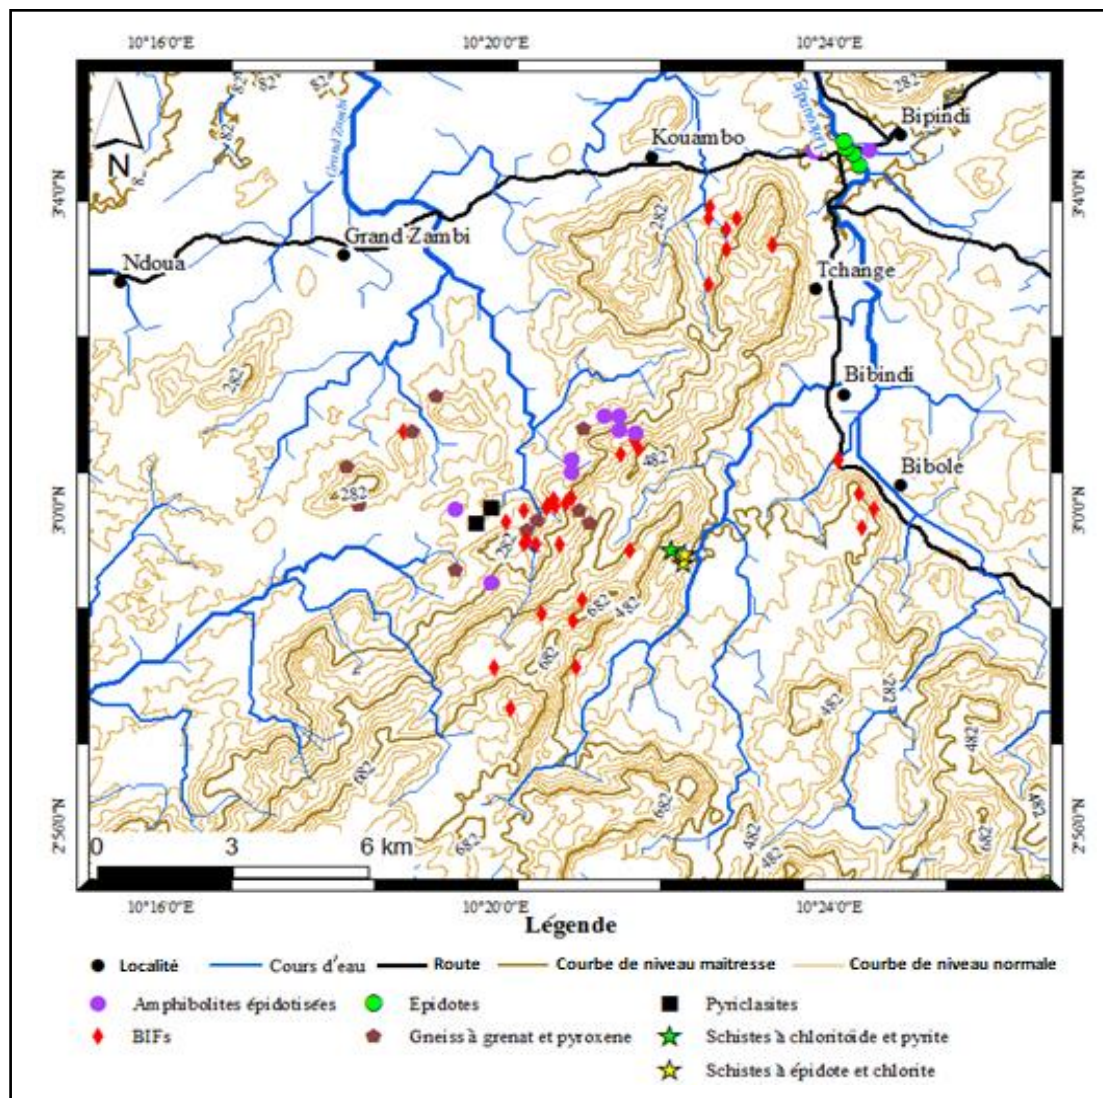 10°16'0"E 10°20'0"E 10°24'0"E
82
82
82
282
Grand Zambi
Bipindi
Kouambo
82
8
N
3°4'0"N
3°4'0"N
282
Grand Zambi
Ndoua
Tchange
282
Bibindi
482
Bibole
282
3°0'0"N
3°0'0"N
282
682
482
682
282
482
482
682
682
482
282
2°56'0"N
2°56'0"N
682
482
682
482
0 3 6 km
10°16'0"E 10°20'0"E 10°24'0"E
Légende
Localité Cours d'eau Route Courbe de niveau maîtresse Courbe de niveau normale
Amphibolites épidotisées Epidotes Pyriclasites
BIFs Gneiss à grenat et pyroxene Schistes à chloritoïde et pyrite
Schistes à épidote et chlorite